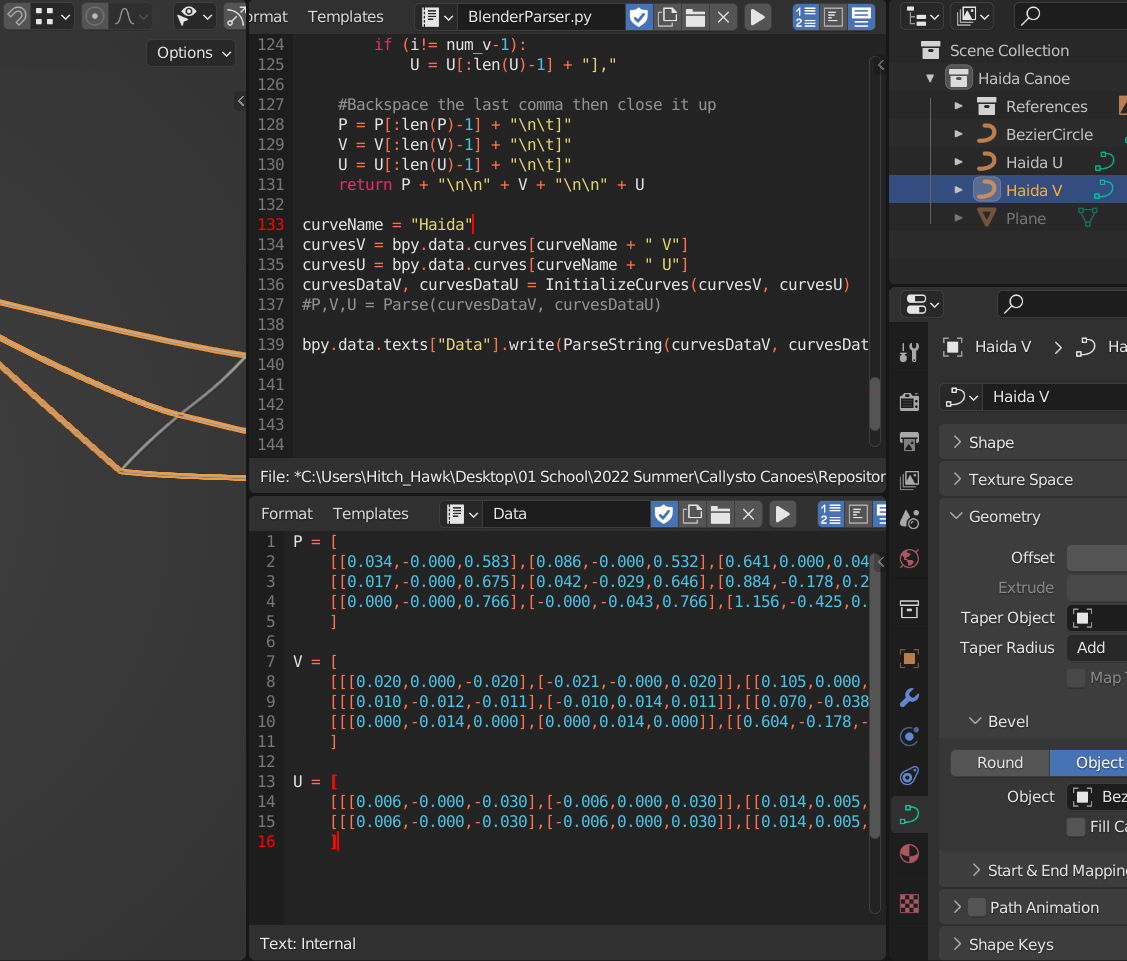 Options
ormat Templates BlenderParser.py
124 if (i!= num_v-1):
125 U = U[:len(U)-1] + "],"
126
127 #Backspace the last comma then close it up
128 P = P[:len(P)-1] + "\n\t]"
129 V = V[:len(V)-1] + "\n\t]"
130 U = U[:len(U)-1] + "\n\t]"
131 return P + "\n\n" + V + "\n\n" + U
132
133 curveName = "Haida"
134 curvesV = bpy.data.curves[curveName + " V"]
135 curvesU = bpy.data.curves[curveName + " U"]
136 curvesDataV, curvesDataU = InitializeCurves(curvesV, curvesU)
137 #P,V,U = Parse(curvesDataV, curvesDataU)
138
139 bpy.data.texts["Data"].write(ParseString(curvesDataV, curvesDat
140
141
142
143
144
File: *C:\Users\Hitch_Hawk\Desktop\01 School\2022 Summer\Callysto Canoes\Repositor
Format Templates Data
1 P = [
2 [[0.034,-0.000,0.583],[0.086,-0.000,0.532],[0.641,0.000,0.04
3 [[0.017,-0.000,0.675],[0.042,-0.029,0.646],[0.884,-0.178,0.2
4 [[0.000,-0.000,0.766],[-0.000,-0.043,0.766],[1.156,-0.425,0.
5 ]
6
7 V = [
8 [[[0.020,0.000,-0.020],[-0.021,-0.000,0.020]],[[0.105,0.000,
9 [[[0.010,-0.012,-0.011],[-0.010,0.014,0.011]],[[0.070,-0.038
10 [[[0.000,-0.014,0.000],[0.000,0.014,0.000]],[[0.604,-0.178,-
11 ]
12
13 U = [
14 [[[0.006,-0.000,-0.030],[-0.006,0.000,0.030]],[[0.014,0.005,
15 [[[0.006,-0.000,-0.030],[-0.006,0.000,0.030]],[[0.014,0.005,
16 ]
Text: Internal
Scene Collection
Haida Canoe
References
BezierCircle
Haida U
Haida V
Plane
Haida V Ha
Haida V
Shape
Texture Space
Geometry
Offset
Extrude
Taper Object
Taper Radius Add
Map
Bevel
Round Object
Object Bez
Fill Ca
Start & End Mapping
Path Animation
Shape Keys